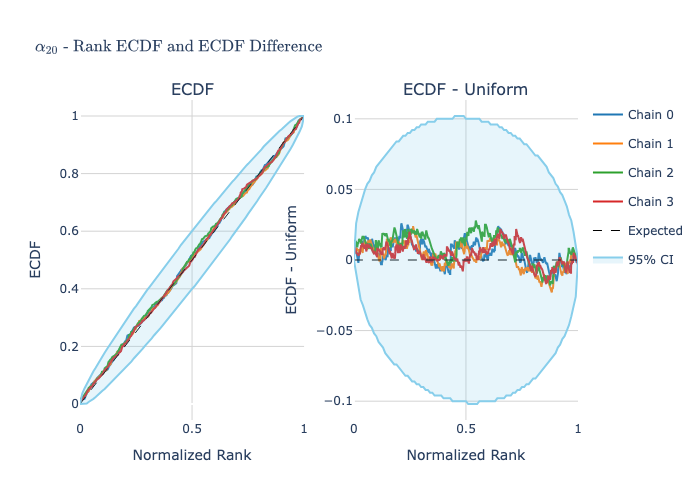 α₂₀ - Rank ECDF and ECDF Difference
ECDF
ECDF - Uniform
ECDF
1
0.8
0.6
0.4
0.2
0
0
0.5
1
Normalized Rank
ECDF - Uniform
0.1
0.05
0
−0.05
−0.1
0
0.5
1
Normalized Rank
Chain 0
Chain 1
Chain 2
Chain 3
Expected
95% CI